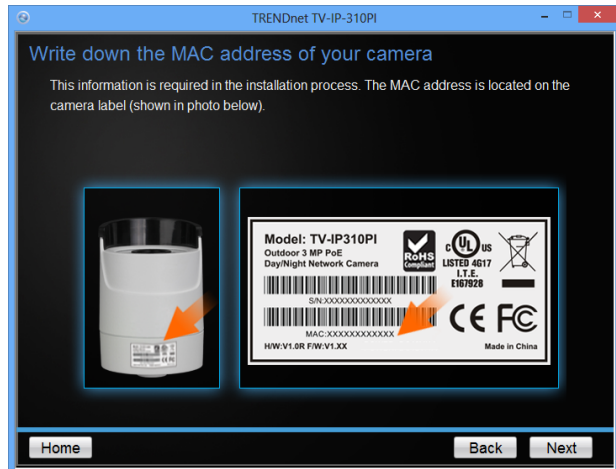 TRENDnet TV-IP-310PI
Write down the MAC address of your camera
This information is required in the installation process. The MAC address is located on the
camera label (shown in photo below).
Model: TV-IP310PI
Outdoor 3 MP PoE
Day/Night Network Camera
RoHS
Compliant
C UL US
LISTED 4G17
I.T.E.
E167928
S/N:XXXXXXXXXXXXX
MAC:XXXXXXXXXXXX
CE FC
H/W:V1.0R F/W:V1.XX
Made in China
Home
Back
Next